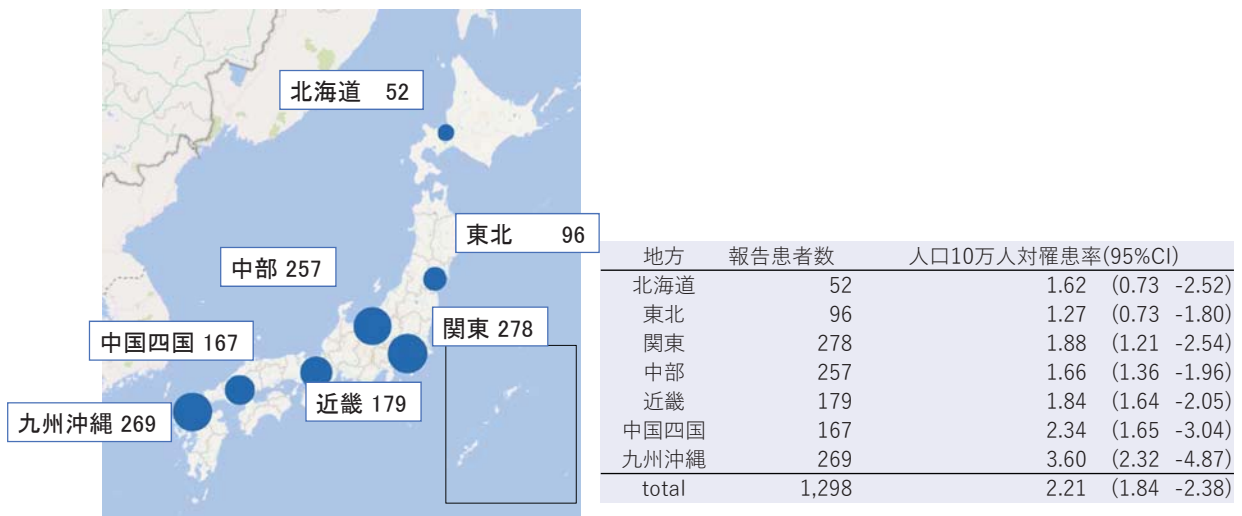 北海道 52
東北 96
中部 257
関東 278
中国四国 167
近畿 179
九州沖縄 269
地方 報告患者数 人口10万人対罹患率(95%CI)
北海道 52 1.62 (0.73 -2.52)
東北 96 1.27 (0.73 -1.80)
関東 278 1.88 (1.21 -2.54)
中部 257 1.66 (1.36 -1.96)
近畿 179 1.84 (1.64 -2.05)
中国四国 167 2.34 (1.65 -3.04)
九州沖縄 269 3.60 (2.32 -4.87)
total 1,298 2.21 (1.84 -2.38)